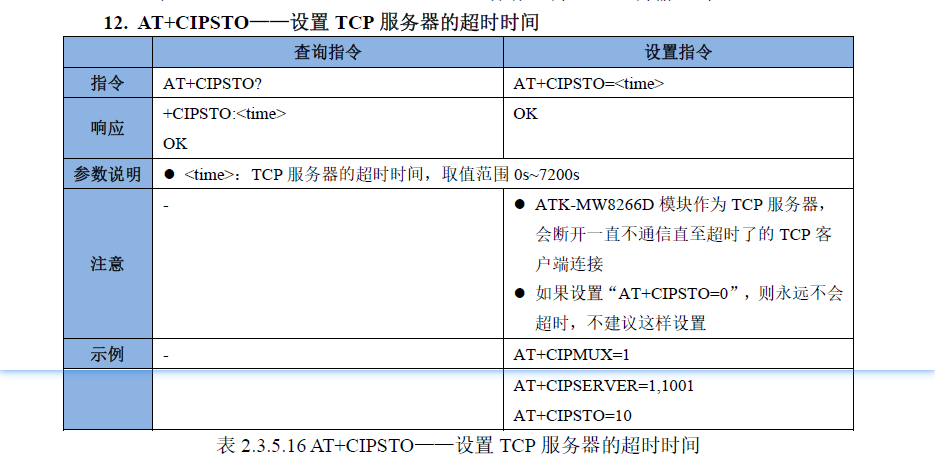 12. AT+CIPSTO——设置 TCP 服务器的超时时间
查询指令 设置指令
指令 AT+CIPSTO? AT+CIPSTO=<time>
响应 +CIPSTO:<time> OK
OK
参数说明 ● <time>：TCP 服务器的超时时间，取值范围 0s~7200s
注意 - ● ATK-MW8266D 模块作为 TCP 服务器，
会断开一直不通信直至超时了的 TCP 客
户端连接
● 如果设置“AT+CIPSTO=0”，则永远不会
超时，不建议这样设置
示例 - AT+CIPMUX=1
AT+CIPSERVER=1,1001
AT+CIPSTO=10
表 2.3.5.16 AT+CIPSTO——设置 TCP 服务器的超时时间